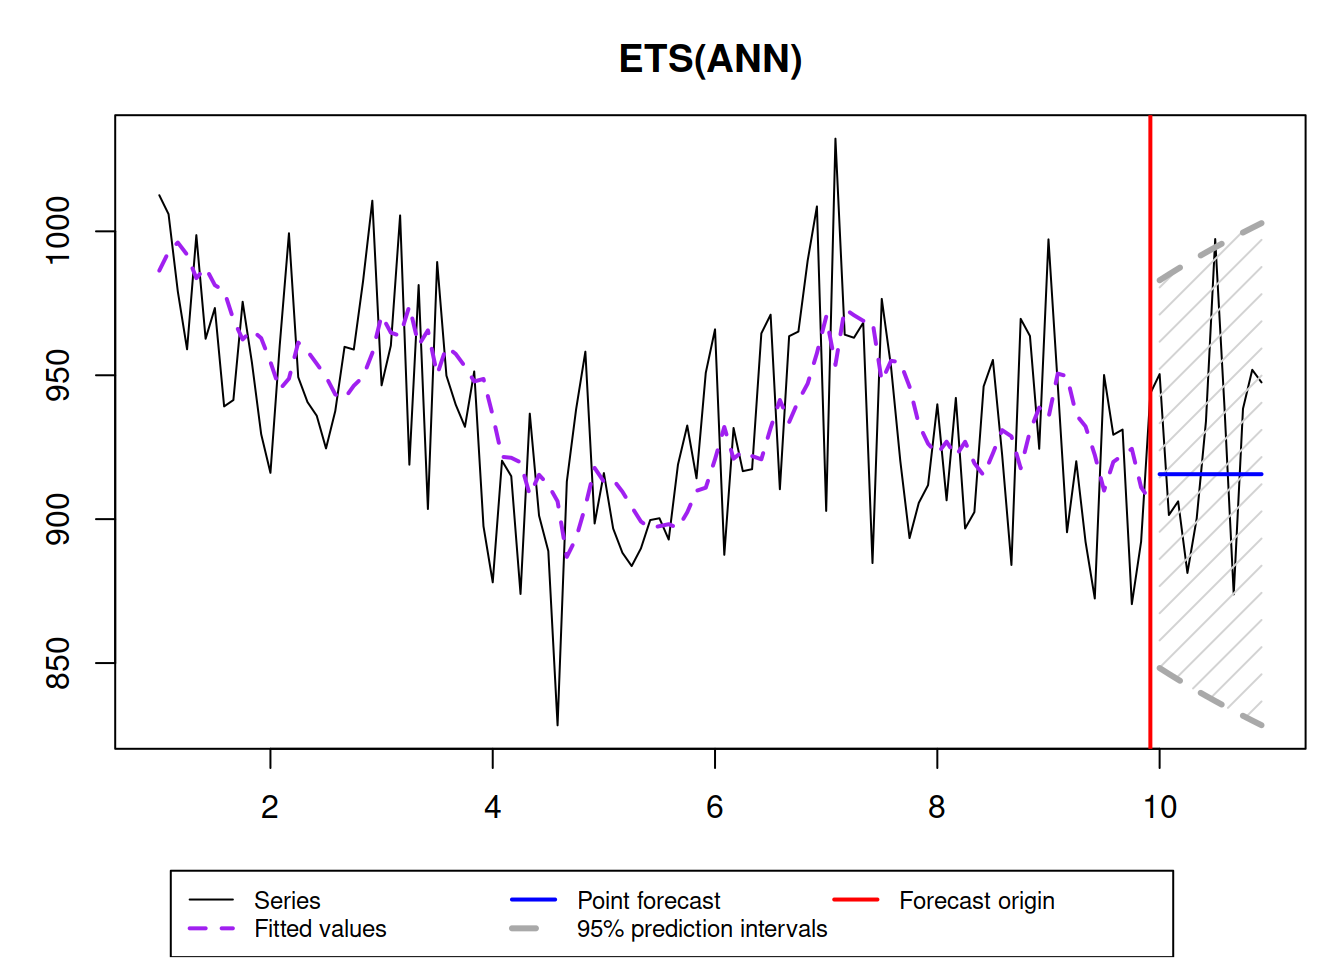 ETS(ANN)
1000
950
900
850
2 4 6 8 10
Series Point forecast Forecast origin
Fitted values 95% prediction intervals